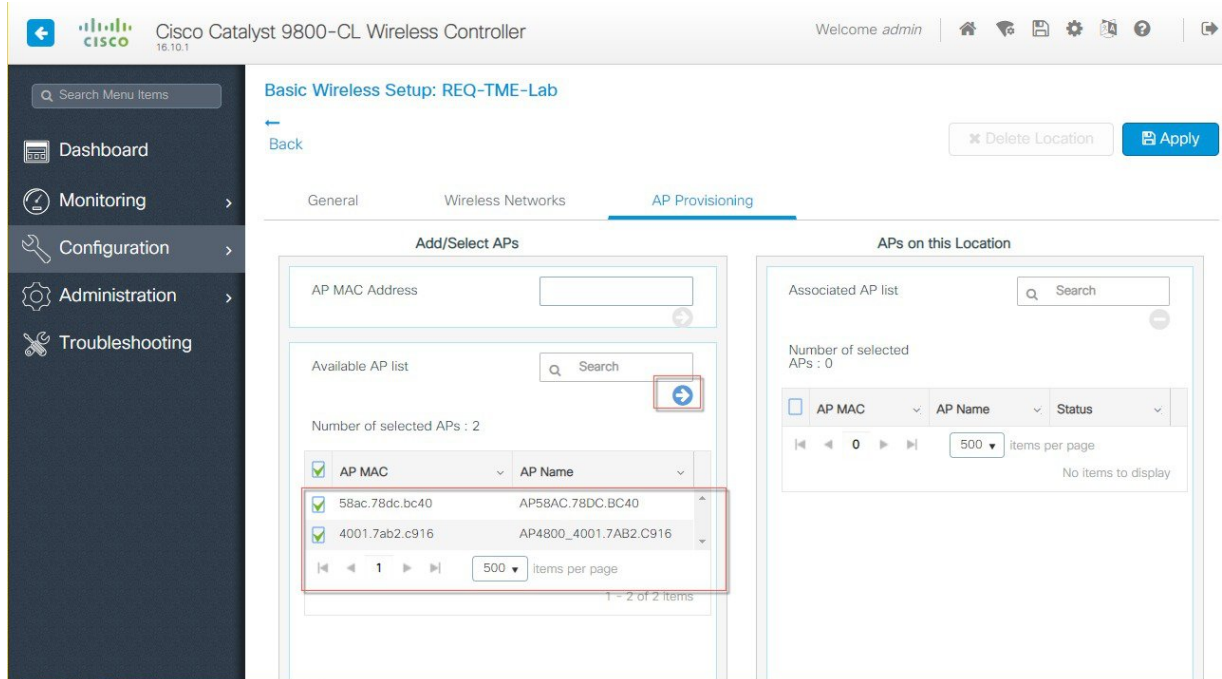 CISCO
Cisco Catalyst 9800-CL Wireless Controller
16.10.1
Welcome admin
Search Menu Items
Dashboard
Monitoring
Configuration
Administration
Troubleshooting
Basic Wireless Setup: REQ-TME-Lab
Back
Delete Location
Apply
General
Wireless Networks
AP Provisioning
Add/Select APs
AP MAC Address
Available AP list
Search
Number of selected APs : 2
AP MAC AP Name
58ac.78dc.bc40 AP58AC.78DC.BC40
4001.7ab2.c916 AP4800_4001.7AB2.C916
1 500 items per page
1 - 2 of 2 items
APs on this Location
Associated AP list
Search
Number of selected
APs : 0
AP MAC AP Name Status
0 500 items per page
No items to display